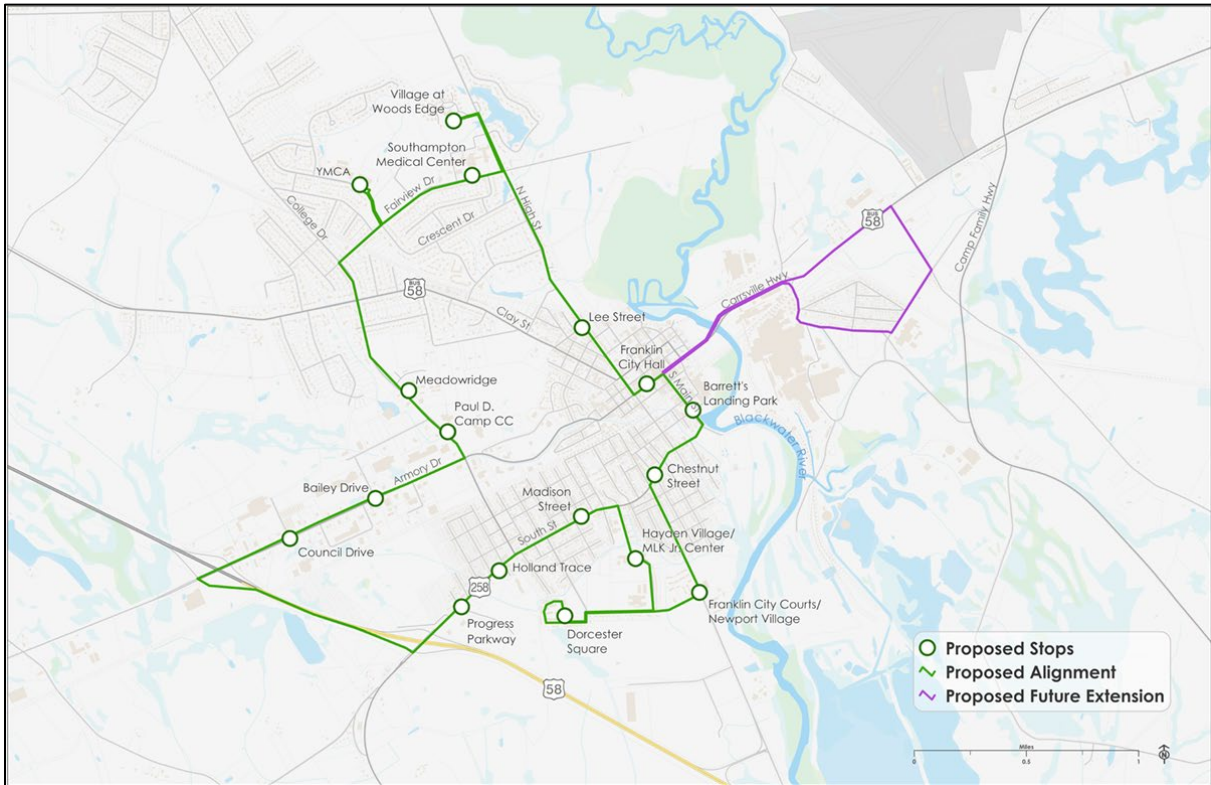 Village at
Woods Edge
Southampton
Medical Center
YMCA
Fairview Dr
College Dr
Crescent Dr
N High St
BUS
58
Camp Family Hwy
BUS
58
Carrsville Hwy
Clay St
Lee Street
Franklin
City Hall
S Main St
Barrett's
Landing Park
Blackwater River
Meadowridge
Paul D.
Camp CC
Armory Dr
Bailey Drive
Chestnut
Street
Madison
Street
South St
Hayden Village/
MLK Jr. Center
Council Drive
Holland Trace
258
Franklin City Courts/
Newport Village
Progress
Parkway
Dorcester
Square
58
Proposed Stops
Proposed Alignment
Proposed Future Extension
Miles
0
0.5
1
N